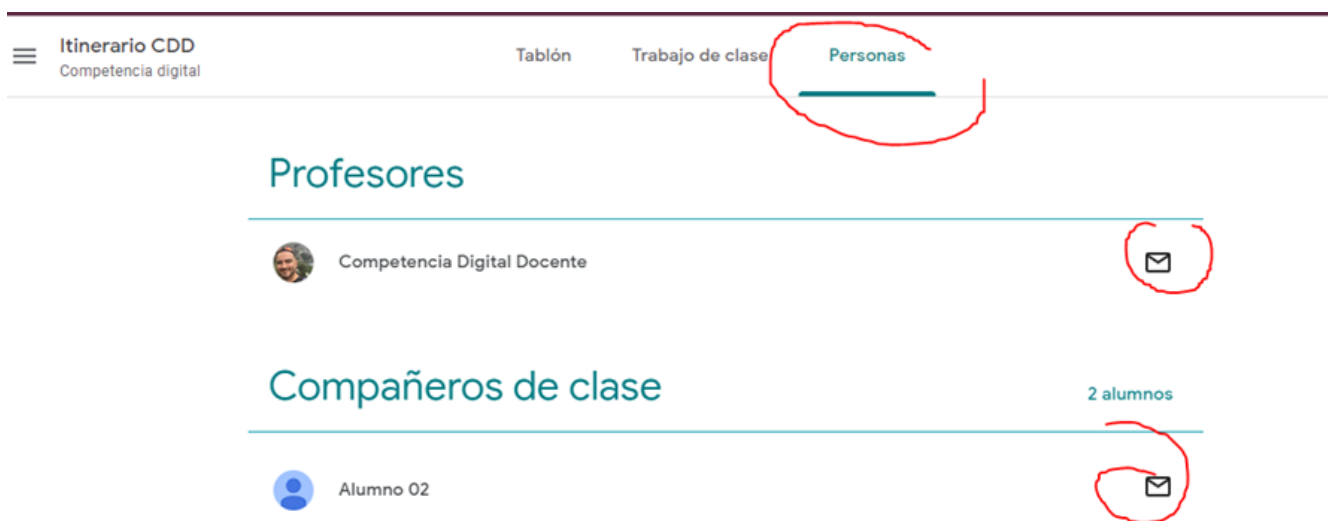 Itinerario CDD
Competencia digital
Tablón
Trabajo de clase
Personas
Profesores
Competencia Digital Docente
Compañeros de clase
2 alumnos
Alumno 02